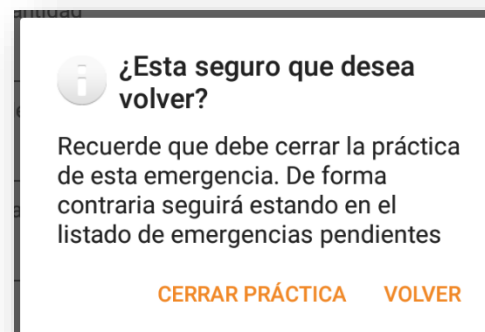 antidad
¿Esta seguro que desea
volver?
Recuerde que debe cerrar la práctica
de esta emergencia. De forma
contraria seguirá estando en el
listado de emergencias pendientes
CERRAR PRÁCTICA VOLVER